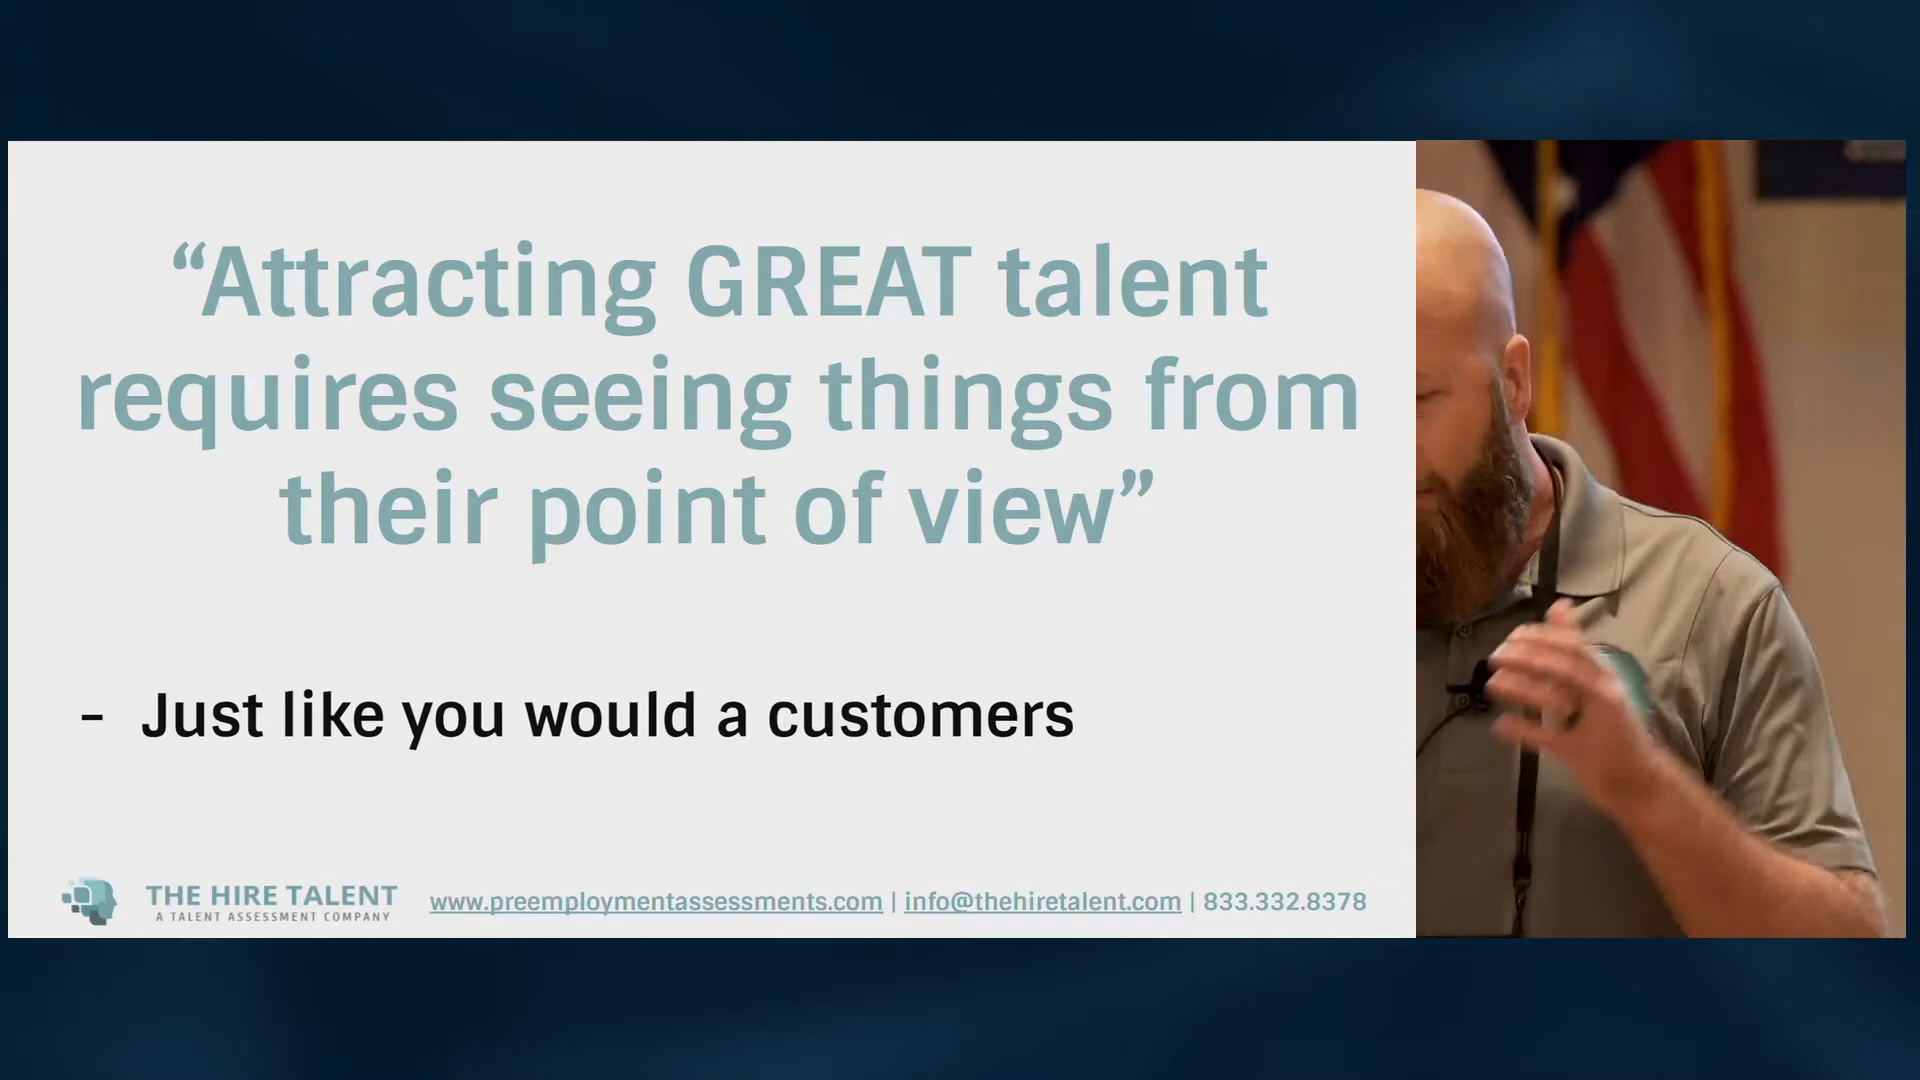 “Attracting GREAT talent
requires seeing things from
their point of view”
- Just like you would a customers
THE HIRE TALENT
A TALENT ASSESSMENT COMPANY
www.preemploymentassessments.com | info@thehiretalent.com | 833.332.8378